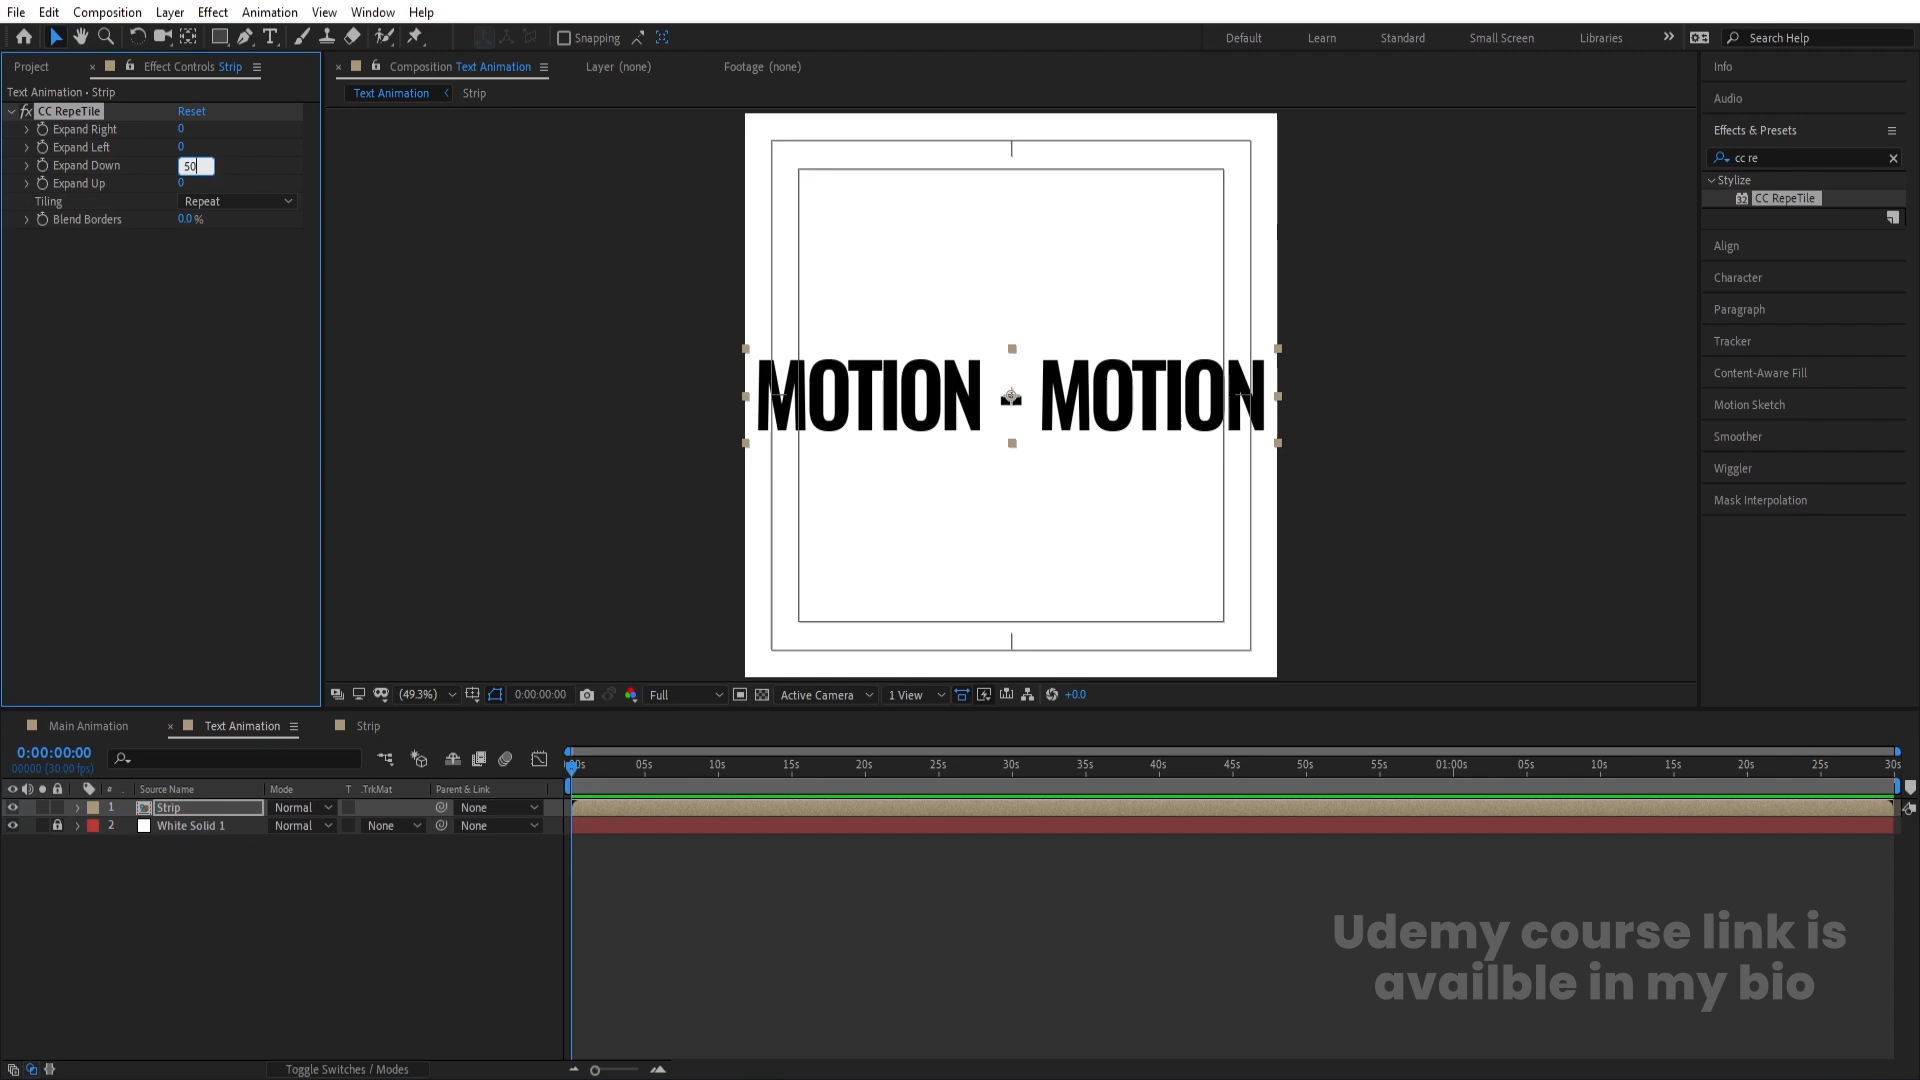 File Edit Composition Layer Effect Animation View Window Help
Snapping
Default Learn Standard Small Screen Libraries Search Help
Project Effect Controls Strip
Composition Text Animation Layer (none) Footage (none)
Text Animation • Strip
Text Animation Strip
fx CC RepeTile Reset
Expand Right 0
Expand Left 0
Expand Down 50
Expand Up 0
Tiling Repeat
Blend Borders 0.0 %
MOTION - MOTION
Info
Audio
Effects & Presets
cc re
Stylize
32 CC RepeTile
Align
Character
Paragraph
Tracker
Content-Aware Fill
Motion Sketch
Smoother
Wiggler
Mask Interpolation
(49.3%) 0:00:00:00 Full Active Camera 1 View +0.0
Main Animation Text Animation Strip
0:00:00:00
00000 (30.00 fps)
:00s 05s 10s 15s 20s 25s 30s 35s 40s 45s 50s 55s 01:00s 05s 10s 15s 20s 25s 30s
# Source Name Mode T .TrkMat Parent & Link
1 Strip Normal None
2 White Solid 1 Normal None None
Udemy course link is
availble in my bio
Toggle Switches / Modes